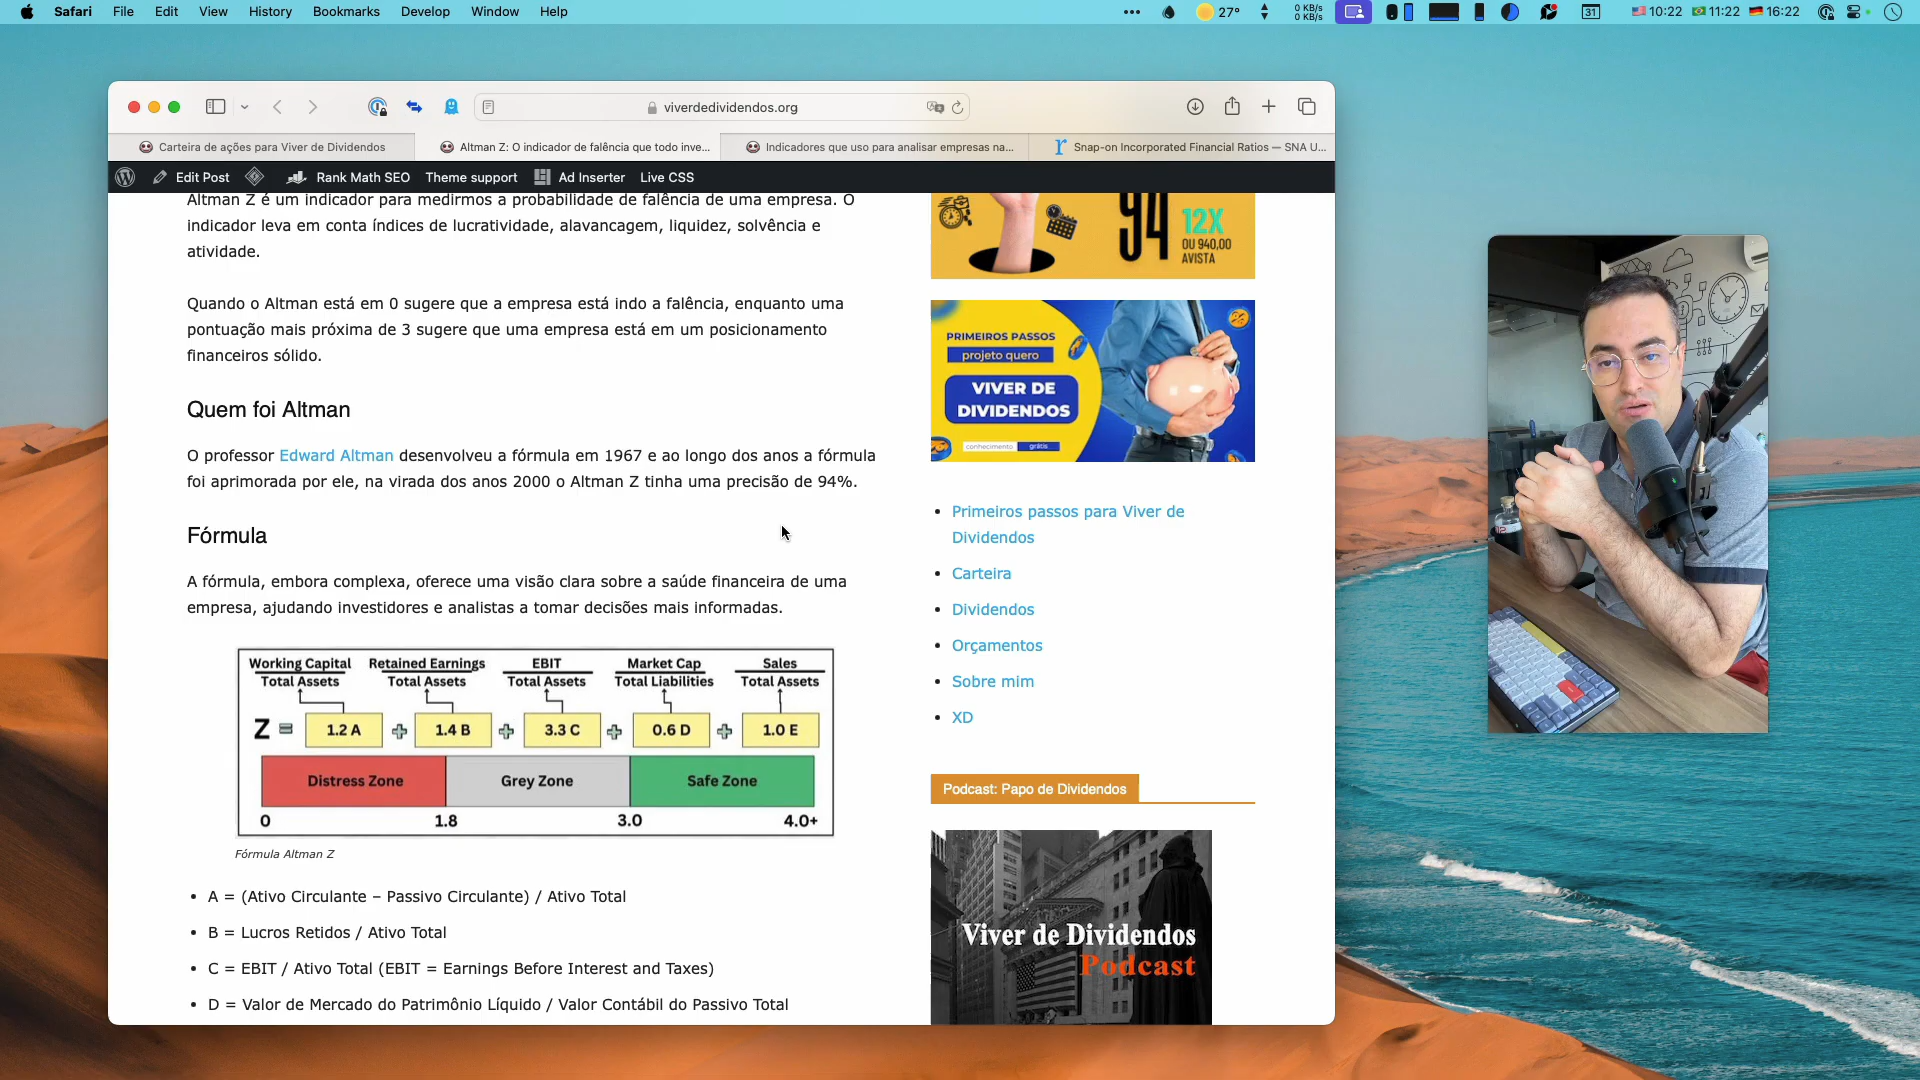 Safari File Edit View History Bookmarks Develop Window Help
27° 0 KB/s 31 10:22 11:22 16:22
0 KB/s
viverdedividendos.org
Carteira de ações para Viver de Dividendos
Altman Z: O indicador de falência que todo inve...
Indicadores que uso para analisar empresas na...
Snap-on Incorporated Financial Ratios — SNA U...
Edit Post Rank Math SEO Theme support Ad Inserter Live CSS
Altman Z é um indicador para medirmos a probabilidade de falência de uma empresa. O
indicador leva em conta índices de lucratividade, alavancagem, liquidez, solvência e
atividade.
Quando o Altman está em 0 sugere que a empresa está indo a falência, enquanto uma
pontuação mais próxima de 3 sugere que uma empresa está em um posicionamento
financeiros sólido.
Quem foi Altman
O professor Edward Altman desenvolveu a fórmula em 1967 e ao longo dos anos a fórmula
foi aprimorada por ele, na virada dos anos 2000 o Altman Z tinha uma precisão de 94%.
Fórmula
A fórmula, embora complexa, oferece uma visão clara sobre a saúde financeira de uma
empresa, ajudando investidores e analistas a tomar decisões mais informadas.
Working Capital Retained Earnings EBIT Market Cap Sales
Total Assets Total Assets Total Assets Total Liabilities Total Assets
Z = 1.2 A + 1.4 B + 3.3 C + 0.6 D + 1.0 E
Distress Zone Grey Zone Safe Zone
0 1.8 3.0 4.0+
Fórmula Altman Z
• A = (Ativo Circulante – Passivo Circulante) / Ativo Total
• B = Lucros Retidos / Ativo Total
• C = EBIT / Ativo Total (EBIT = Earnings Before Interest and Taxes)
• D = Valor de Mercado do Patrimônio Líquido / Valor Contábil do Passivo Total
94 12X
OU 940,00
AVISTA
PRIMEIROS PASSOS
projeto quero
VIVER DE
DIVIDENDOS
conhecimento grátis
• Primeiros passos para Viver de
Dividendos
• Carteira
• Dividendos
• Orçamentos
• Sobre mim
• XD
Podcast: Papo de Dividendos
Viver de Dividendos
Podcast